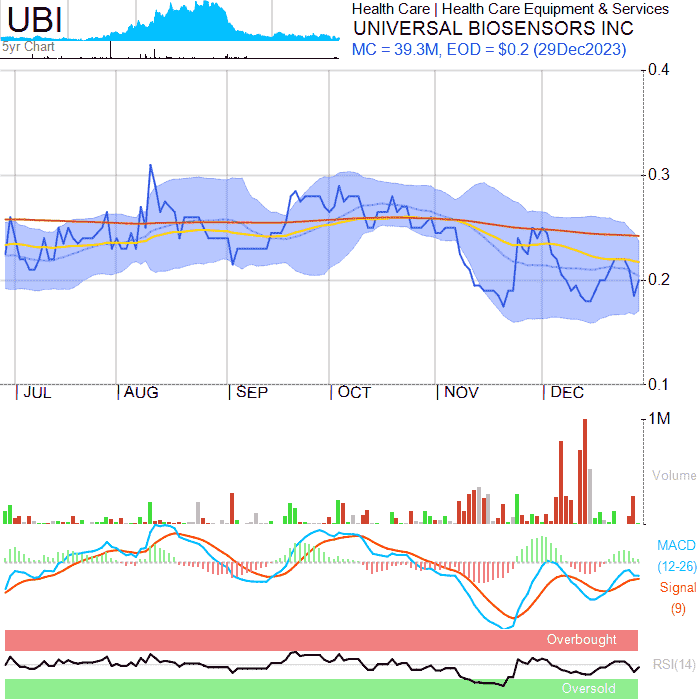 UBI
5yr Chart
Health Care | Health Care Equipment & Services
UNIVERSAL BIOSENSORS INC
MC = 39.3M, EOD = $0.2 (29Dec2023)
0.4
0.3
0.2
0.1
JUL
AUG
SEP
OCT
NOV
DEC
1M
Volume
MACD
(12-26)
Signal
(9)
Overbought
RSI(14)
Oversold